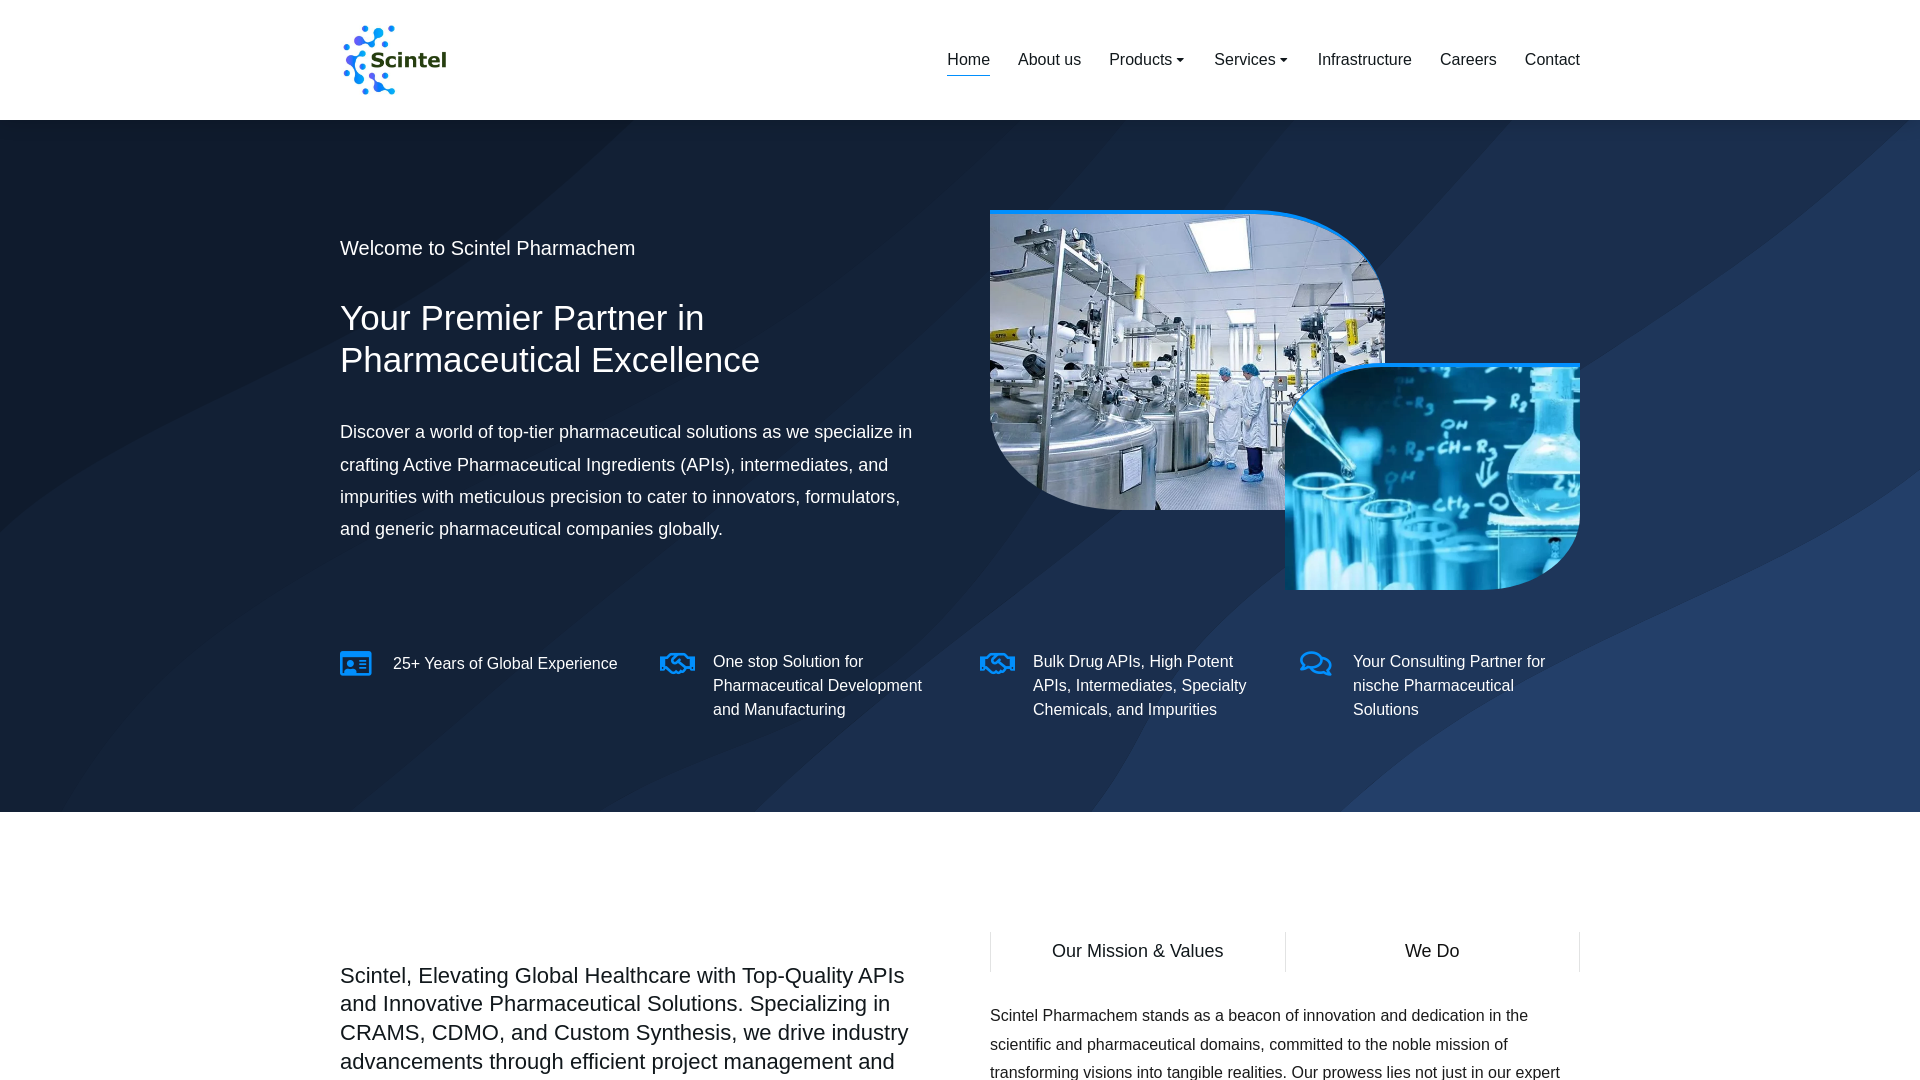 Scintel
Home
About us
Products
Services
Infrastructure
Careers
Contact
Welcome to Scintel Pharmachem
Your Premier Partner in
Pharmaceutical Excellence
Discover a world of top-tier pharmaceutical solutions as we specialize in
crafting Active Pharmaceutical Ingredients (APIs), intermediates, and
impurities with meticulous precision to cater to innovators, formulators,
and generic pharmaceutical companies globally.
25+ Years of Global Experience
One stop Solution for
Pharmaceutical Development
and Manufacturing
Bulk Drug APIs, High Potent
APIs, Intermediates, Specialty
Chemicals, and Impurities
Your Consulting Partner for
nische Pharmaceutical
Solutions
Scintel, Elevating Global Healthcare with Top-Quality APIs
and Innovative Pharmaceutical Solutions. Specializing in
CRAMS, CDMO, and Custom Synthesis, we drive industry
advancements through efficient project management and
Our Mission & Values
We Do
Scintel Pharmachem stands as a beacon of innovation and dedication in the
scientific and pharmaceutical domains, committed to the noble mission of
transforming visions into tangible realities. Our prowess lies not just in our expert